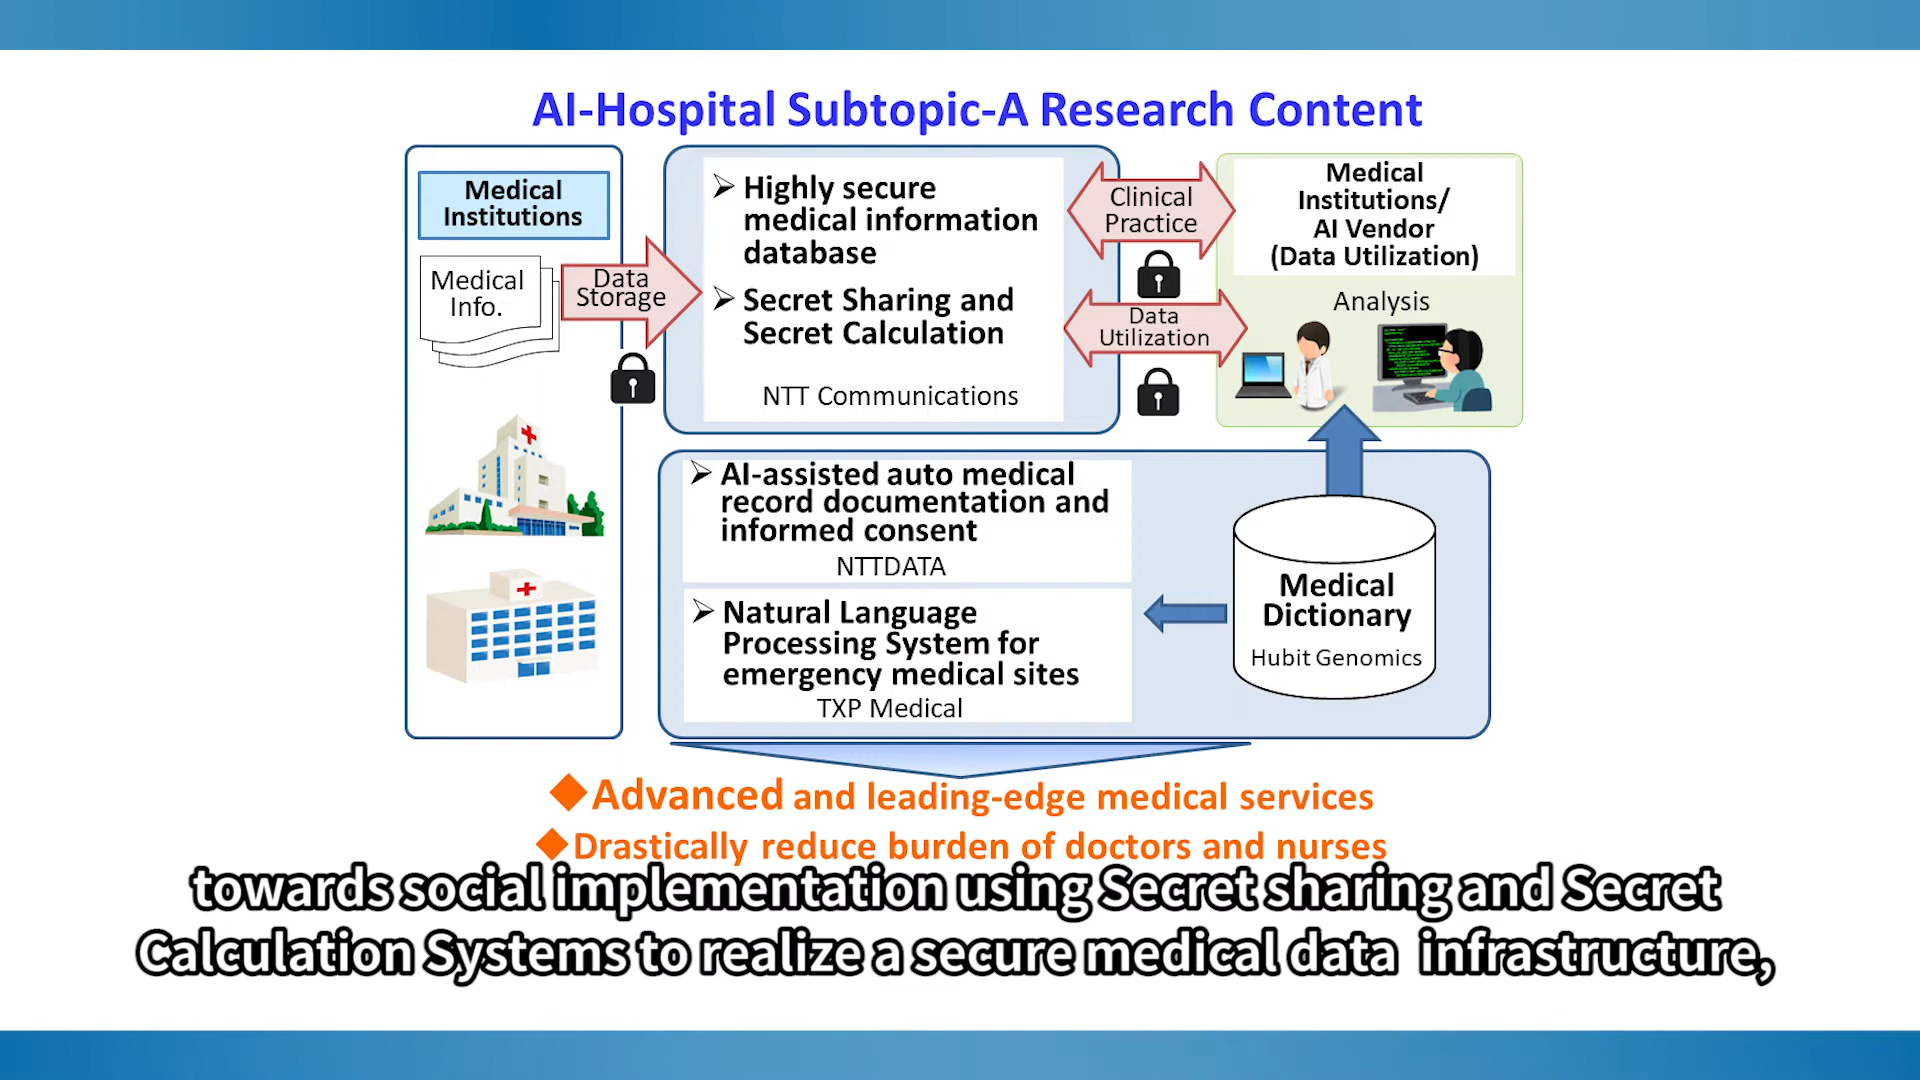 AI-Hospital Subtopic-A Research Content
Medical
Institutions
Medical
Info.
Data
Storage
➢ Highly secure
medical information
database
➢ Secret Sharing and
Secret Calculation
NTT Communications
Clinical
Practice
Data
Utilization
Medical
Institutions/
AI Vendor
(Data Utilization)
Analysis
➢ AI-assisted auto medical
record documentation and
informed consent
NTTDATA
➢ Natural Language
Processing System for
emergency medical sites
TXP Medical
Medical
Dictionary
Hubit Genomics
◆Advanced and leading-edge medical services
◆Drastically reduce burden of doctors and nurses
towards social implementation using Secret sharing and Secret
Calculation Systems to realize a secure medical data infrastructure,